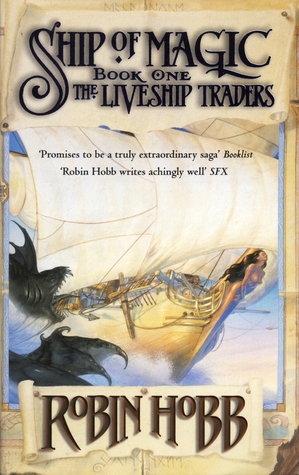 SHIP OF MAGIC
BOOK ONE
THE LIVESHIP TRADERS
'Promises to be a truly extraordinary saga' Booklist
'Robin Hobb writes achingly well' SFX
ROBIN HOBB